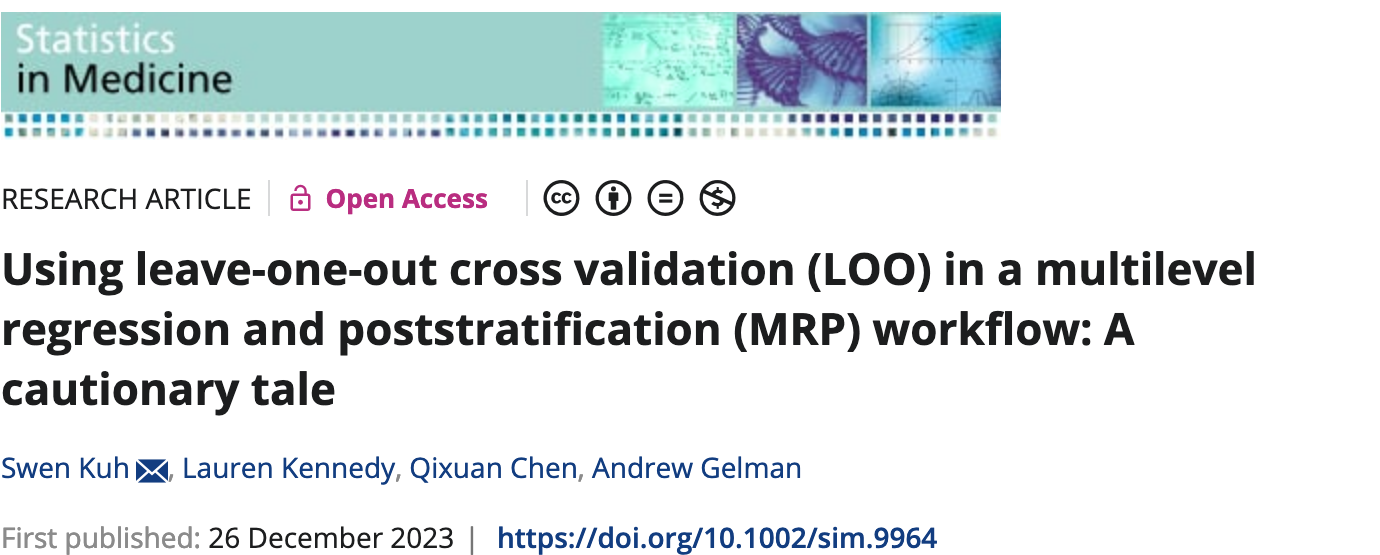 Statistics
in Medicine
RESEARCH ARTICLE Open Access cc
Using leave-one-out cross validation (LOO) in a multilevel
regression and poststratification (MRP) workflow: A
cautionary tale
Swen Kuh, Lauren Kennedy, Qixuan Chen, Andrew Gelman
First published: 26 December 2023 | https://doi.org/10.1002/sim.9964